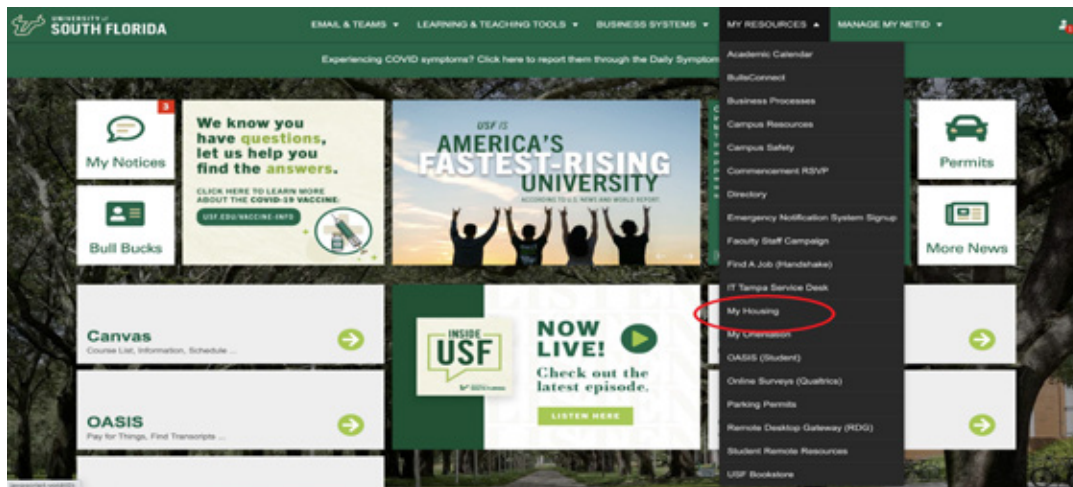 UNIVERSITY of
SOUTH FLORIDA
EMAIL & TEAMS
LEARNING & TEACHING TOOLS
BUSINESS SYSTEMS
MY RESOURCES
MANAGE MY NETID
Experiencing COVID symptoms? Click here to report them through the Daily Symptom
3
My Notices
Bull Bucks
We know you
have questions,
let us help you
find the answers.
CLICK HERE TO LEARN MORE
ABOUT THE COVID-19 VACCINE:
USF.EDU/VACCINE-INFO
USF IS
AMERICA'S
FASTEST-RISING
UNIVERSITY
ACCORDING TO U.S. NEWS AND WORLD REPORT.
Academic Calendar
BullsConnect
Business Processes
Campus Resources
Campus Safety
Commencement RSVP
Directory
Emergency Notification System Signup
Faculty Staff Campaign
Find A Job (Handshake)
IT Tampa Service Desk
My Housing
My Orientation
OASIS (Student)
Online Surveys (Qualtrics)
Parking Permits
Remote Desktop Gateway (RDG)
Student Remote Resources
USF Bookstore
Permits
More News
Canvas
Course List, Information, Schedule ...
OASIS
Pay for Things, Find Transcripts ...
INSIDE
USF
NOW
LIVE!
Check out the
latest episode.
LISTEN HERE